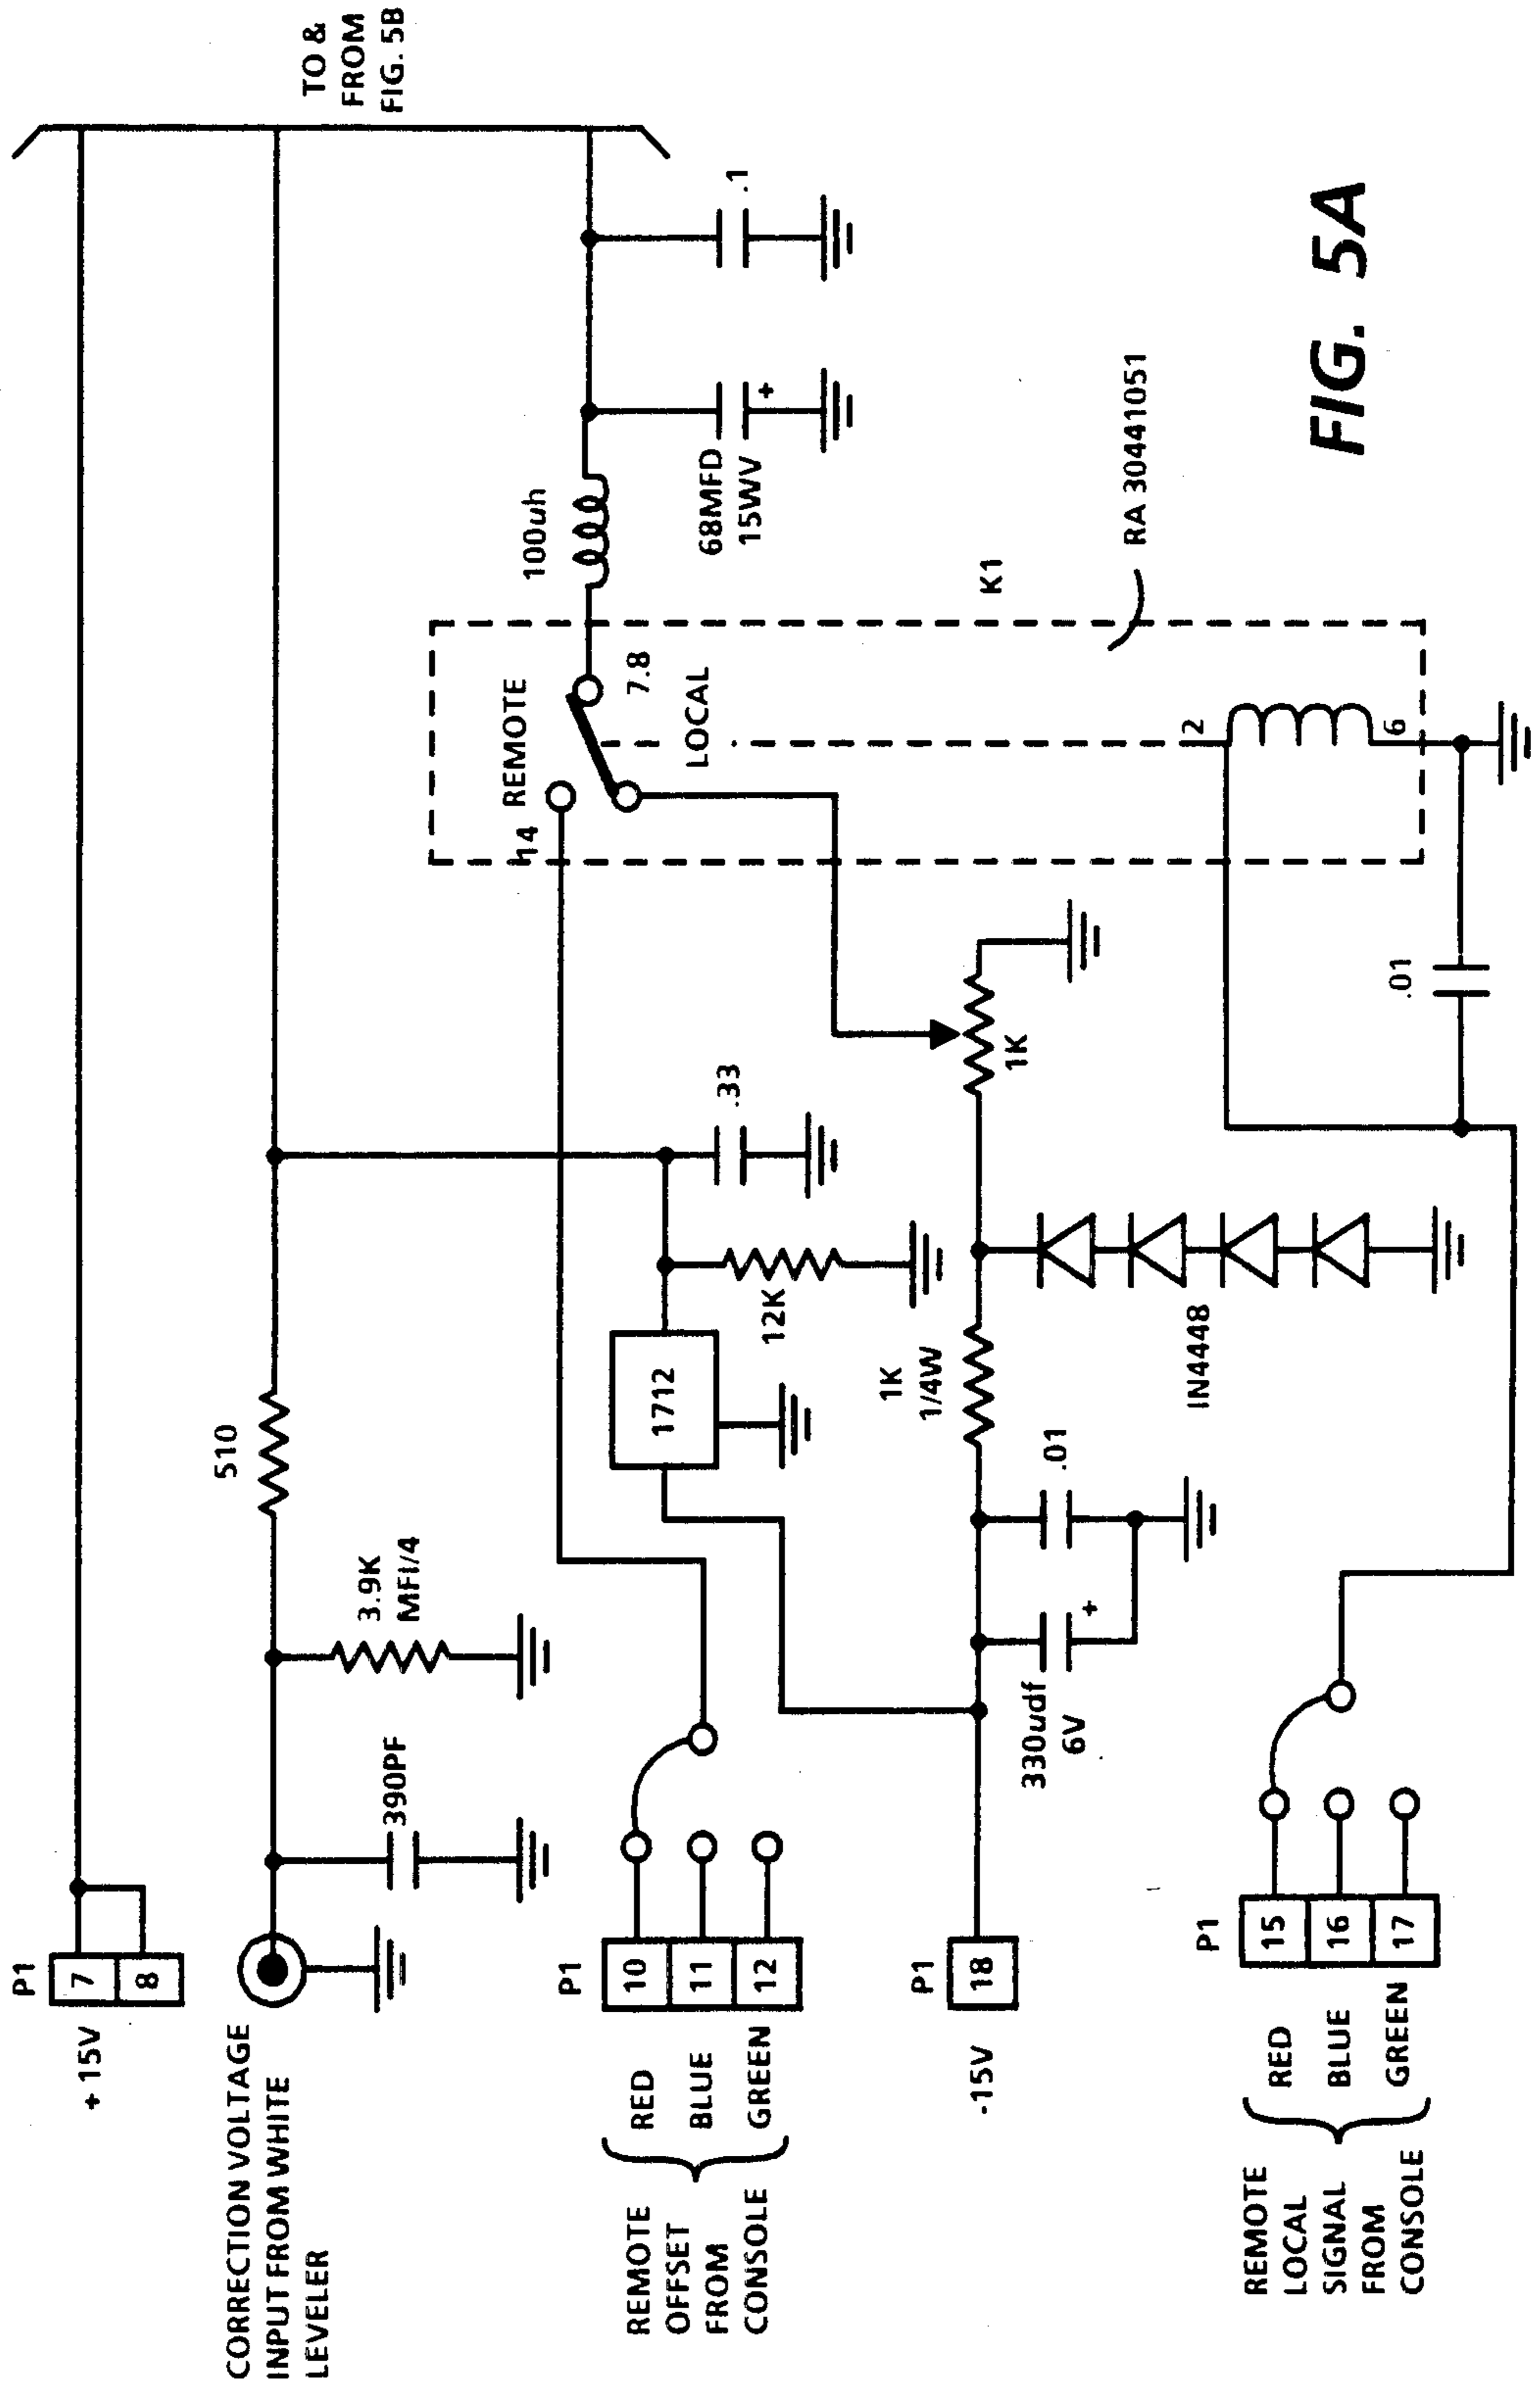 P1
+15V
7
8
CORRECTION VOLTAGE
INPUT FROM WHITE
LEVELER
390PF
3.9K
MFI/4
510
TO &
FROM
FIG. 5B
P1
10
11
12
RED
BLUE
GREEN
REMOTE
OFFSET
FROM
CONSOLE
1712
12K
.33
14
REMOTE
7.8
LOCAL
100uh
68MFD
15WV
+
.1
P1
18
-15V
330udf
6V
+
.01
1K
1/4W
1K
IN4448
K1
RA 30441051
2
6
.01
P1
15
16
17
RED
BLUE
GREEN
REMOTE
LOCAL
SIGNAL
FROM
CONSOLE
FIG. 5A